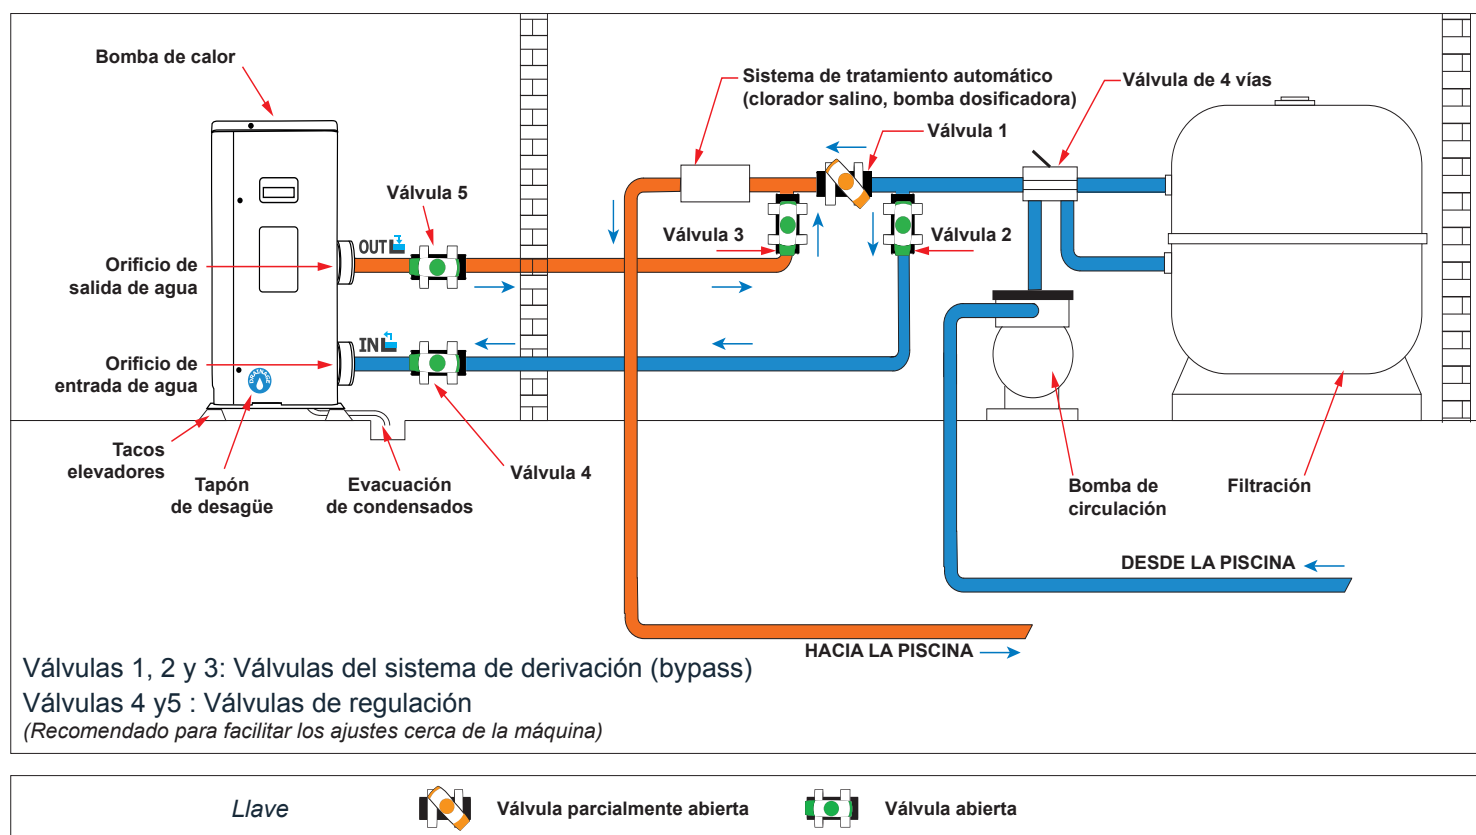 Bomba de calor
Sistema de tratamiento automático
(clorador salino, bomba dosificadora)
Válvula de 4 vías
Válvula 1
Válvula 5
Válvula 3
Válvula 2
OUT
Orificio de
salida de agua
IN
Orificio de
entrada de agua
Tacos
elevadores
Tapón
de desagüe
Evacuación
de condensados
Válvula 4
Bomba de
circulación
Filtración
DESDE LA PISCINA
HACIA LA PISCINA
Válvulas 1, 2 y 3: Válvulas del sistema de derivación (bypass)
Válvulas 4 y5 : Válvulas de regulación
(Recomendado para facilitar los ajustes cerca de la máquina)
Llave
Válvula parcialmente abierta
Válvula abierta